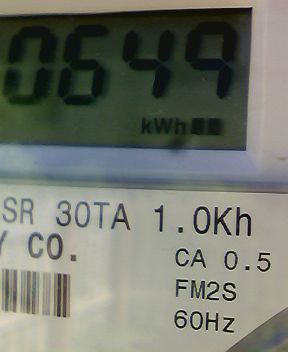 0649
kWh
SR 30TA 1.0Kh
Y CO.
CA 0.5
FM2S
60Hz